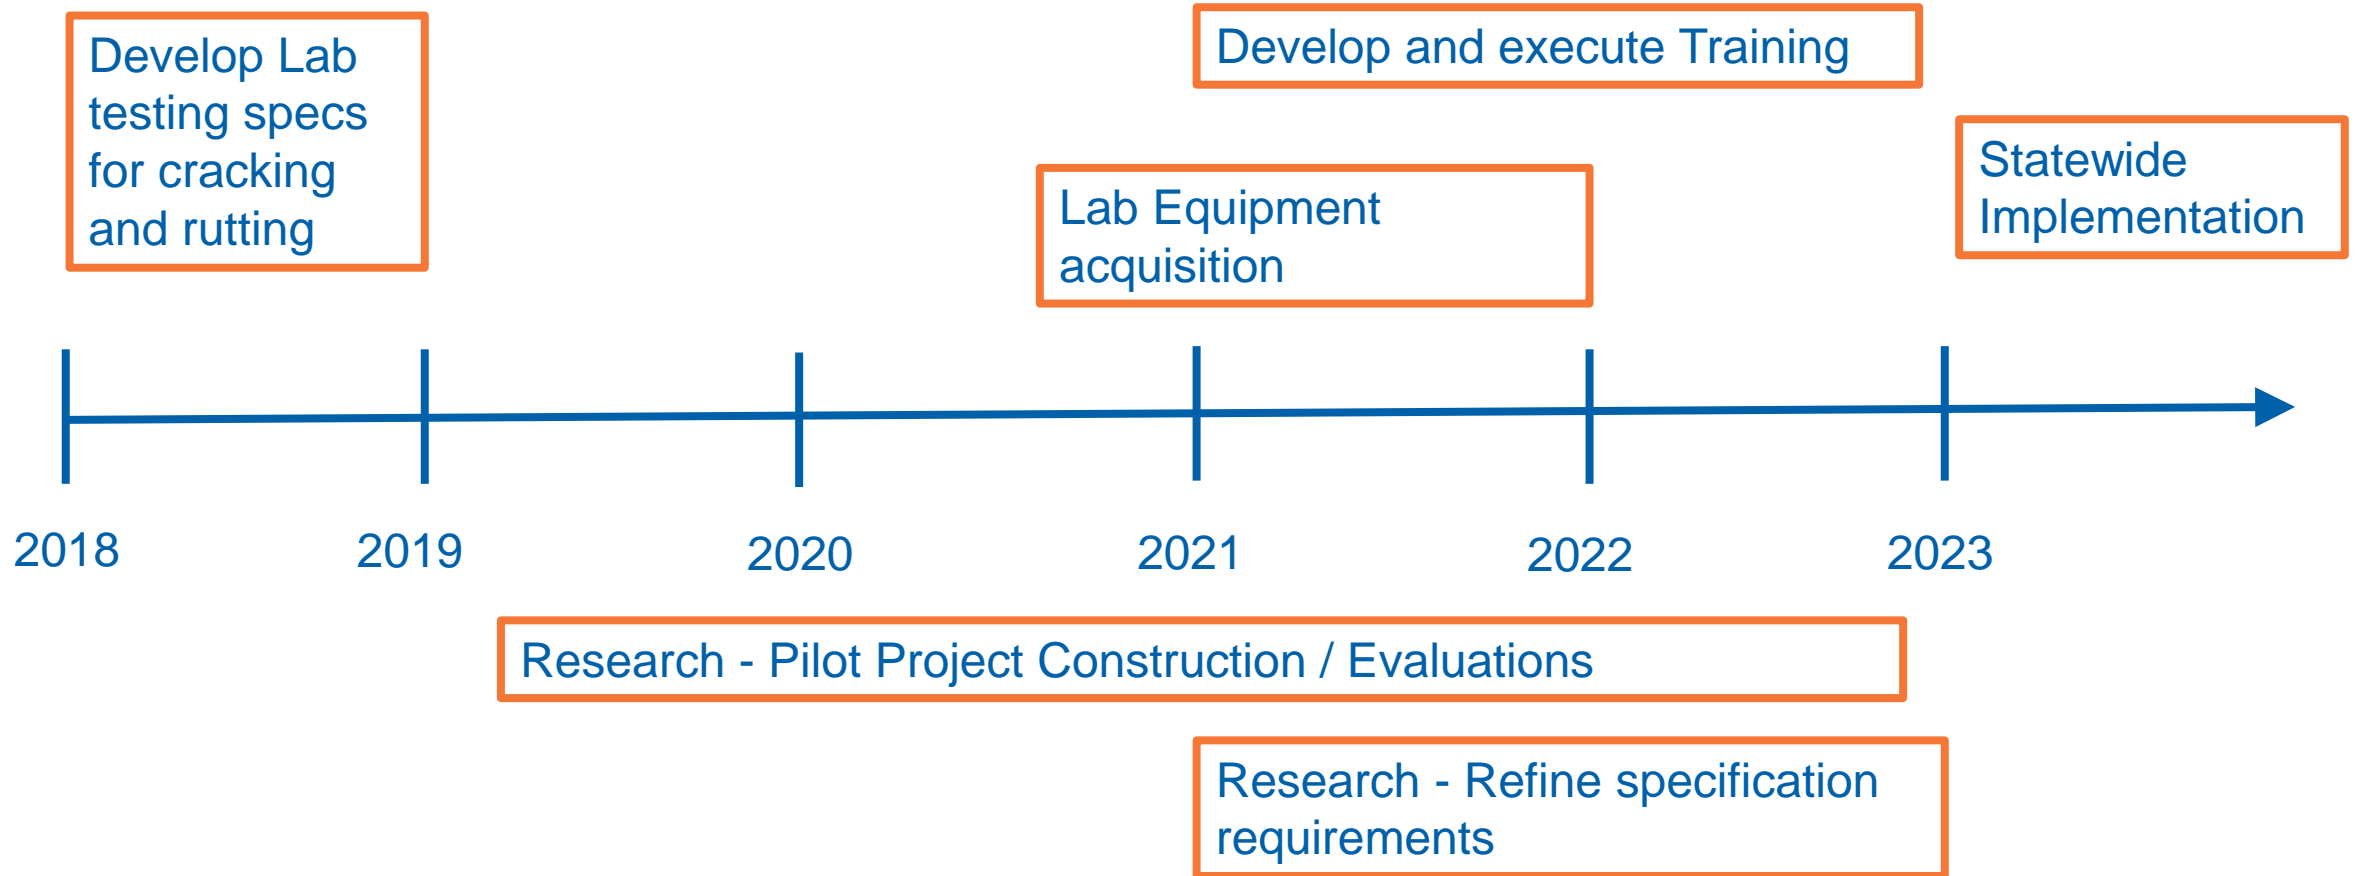 Develop Lab
testing specs
for cracking
and rutting
Develop and execute Training
Lab Equipment
acquisition
Statewide
Implementation
2018
2019
2020
2021
2022
2023
Research - Pilot Project Construction / Evaluations
Research - Refine specification
requirements